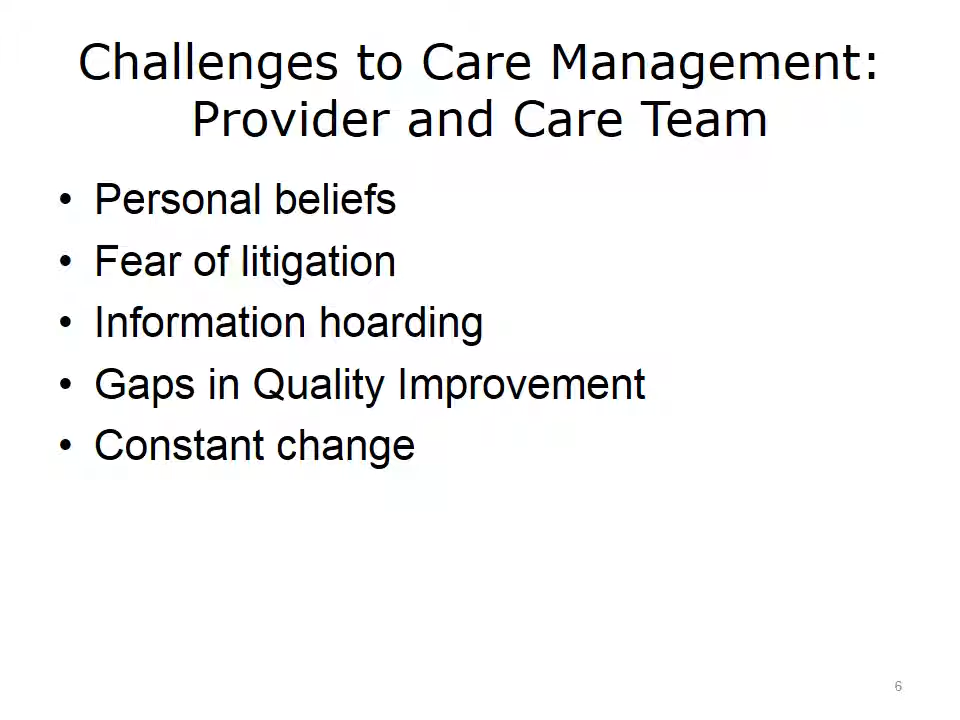 Challenges to Care Management:
Provider and Care Team
• Personal beliefs
• Fear of litigation
• Information hoarding
• Gaps in Quality Improvement
• Constant change
6